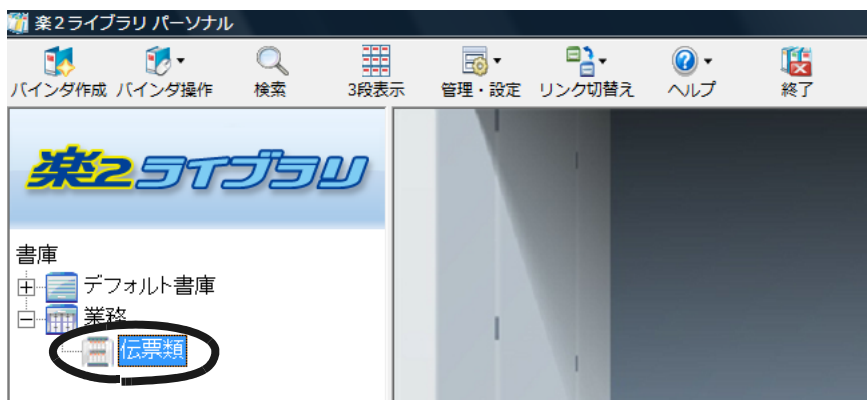 楽2ライブラリ パーソナル
バインダ作成 バインダ操作 検索 3段表示 管理・設定 リンク切替え ヘルプ 終了
楽2ライブラリ
書庫
デフォルト書庫
業務
伝票類